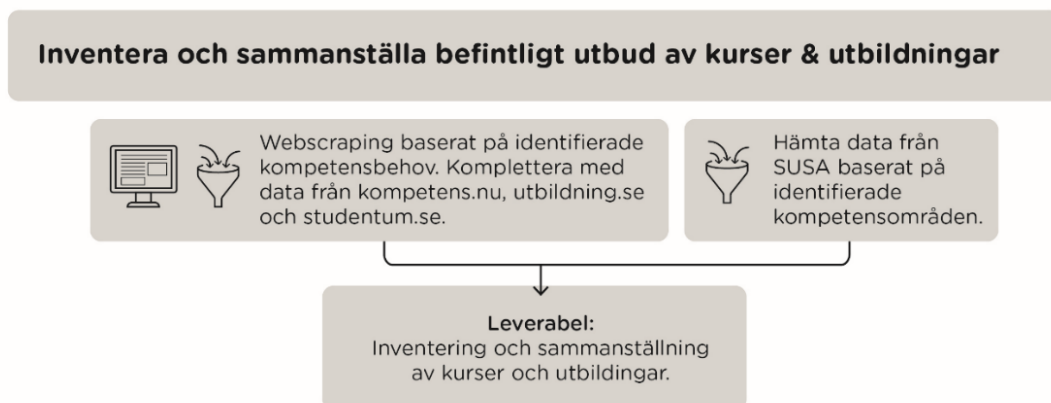 Inventera och sammanställa befintligt utbud av kurser & utbildningar
Webscraping baserat på identifierade
kompetensbehov. Komplettera med
data från kompetens.nu, utbildning.se
och studentum.se.
Hämta data från
SUSA baserat på
identifierade
kompetensområden.
Leverabel:
Inventering och sammanställning
av kurser och utbildingar.